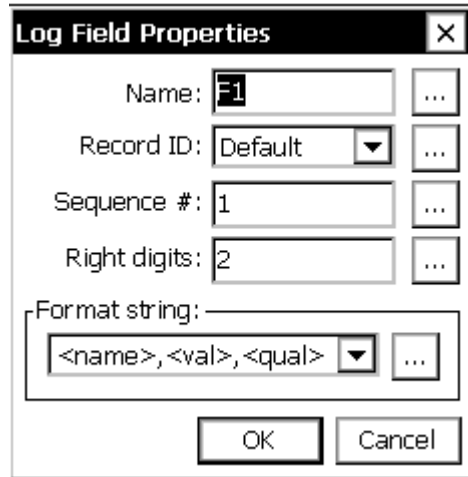 Log Field Properties
Name: F1 ...
Record ID: Default ...
Sequence #: 1 ...
Right digits: 2 ...
Format string:
<name>,<val>,<qual> ...
OK Cancel